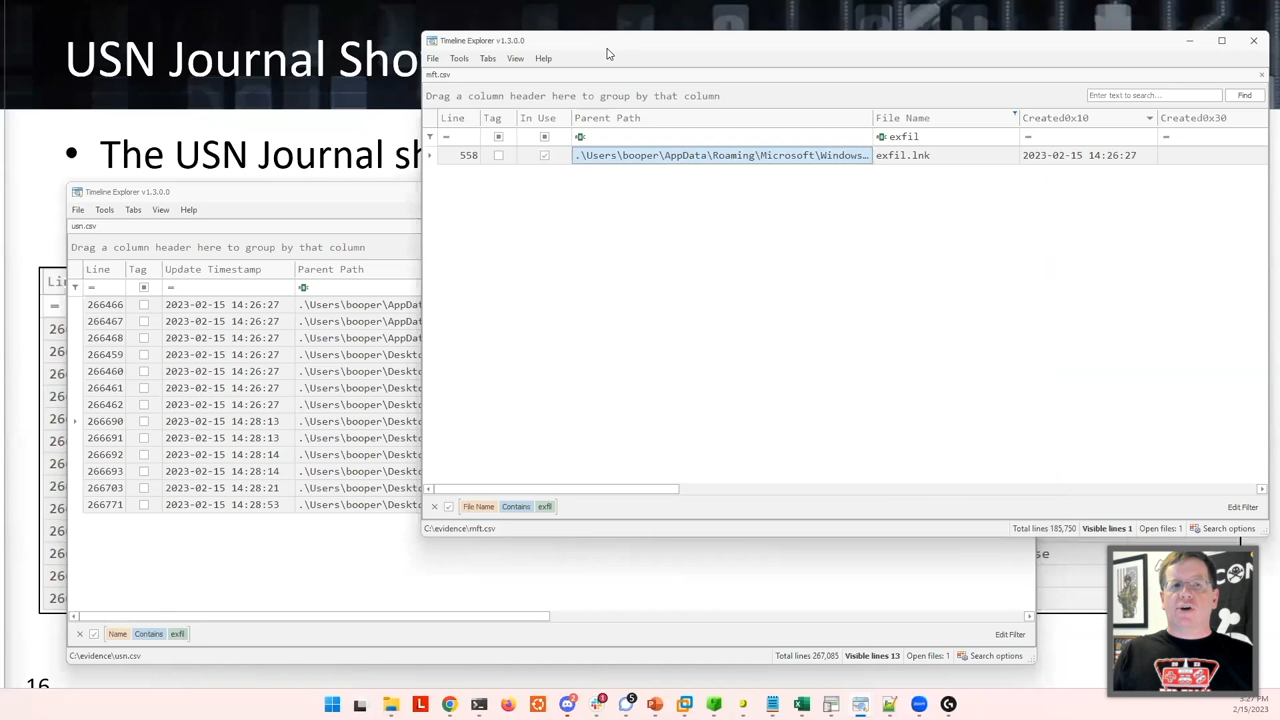 USN Journal Sho
• The USN Journal sh
Timeline Explorer v1.3.0.0
File Tools Tabs View Help
mft.csv
Drag a column header here to group by that column
Enter text to search...
Find
Line Tag In Use Parent Path File Name Created0x10 Created0x30
= exfil = =
558 .\Users\booper\AppData\Roaming\Microsoft\Windows… exfil.lnk 2023-02-15 14:26:27
File Name Contains exfil
Edit Filter
C:\evidence\mft.csv
Total lines 185,750 Visible lines 1 Open files: 1 Search options
Timeline Explorer v1.3.0.0
File Tools Tabs View Help
usn.csv
Drag a column header here to group by that column
Line Tag Update Timestamp Parent Path
= =
266466 2023-02-15 14:26:27 .\Users\booper\AppDat
266467 2023-02-15 14:26:27 .\Users\booper\AppDat
266468 2023-02-15 14:26:27 .\Users\booper\AppDat
266459 2023-02-15 14:26:27 .\Users\booper\Deskto
266460 2023-02-15 14:26:27 .\Users\booper\Deskto
266461 2023-02-15 14:26:27 .\Users\booper\Deskto
266462 2023-02-15 14:26:27 .\Users\booper\Deskto
266690 2023-02-15 14:28:13 .\Users\booper\Deskto
266691 2023-02-15 14:28:13 .\Users\booper\Deskto
266692 2023-02-15 14:28:14 .\Users\booper\Deskto
266693 2023-02-15 14:28:14 .\Users\booper\Deskto
266703 2023-02-15 14:28:21 .\Users\booper\Deskto
266771 2023-02-15 14:28:53 .\Users\booper\Deskto
Name Contains exfil
Edit Filter
C:\evidence\usn.csv
Total lines 267,085 Visible lines 13 Open files: 1 Search options
16
3:27 PM
2/15/2023